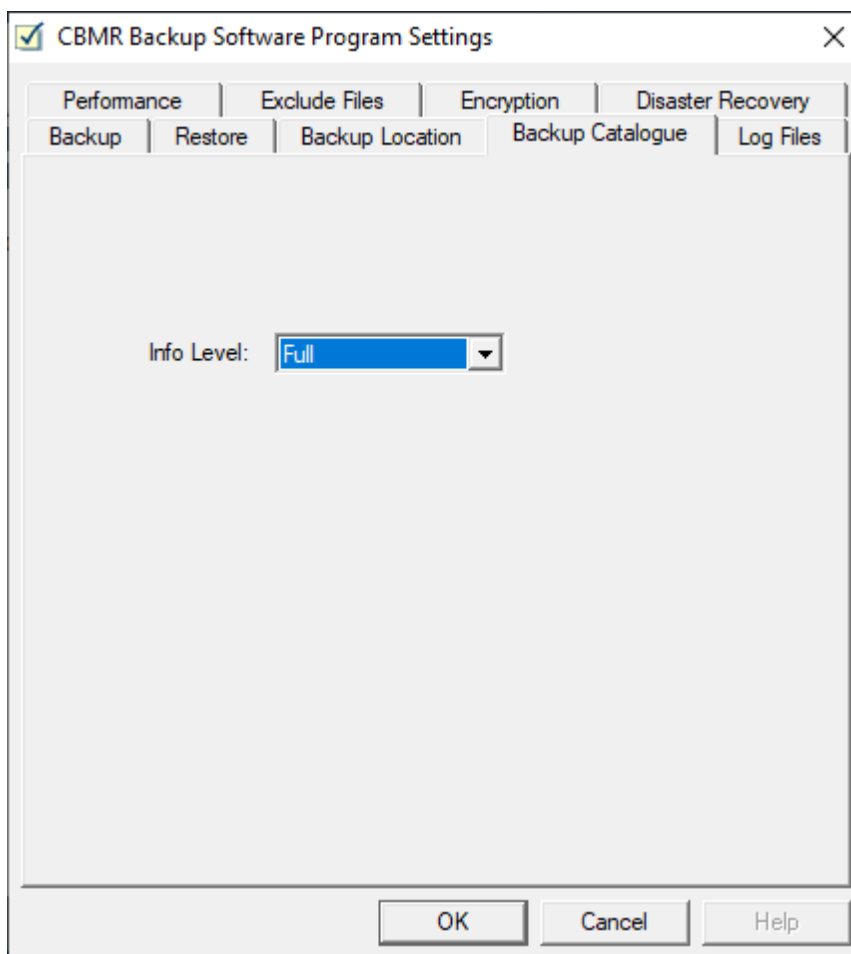 CBMR Backup Software Program Settings
Performance Exclude Files Encryption Disaster Recovery
Backup Restore Backup Location Backup Catalogue Log Files
Info Level: Full
OK Cancel Help